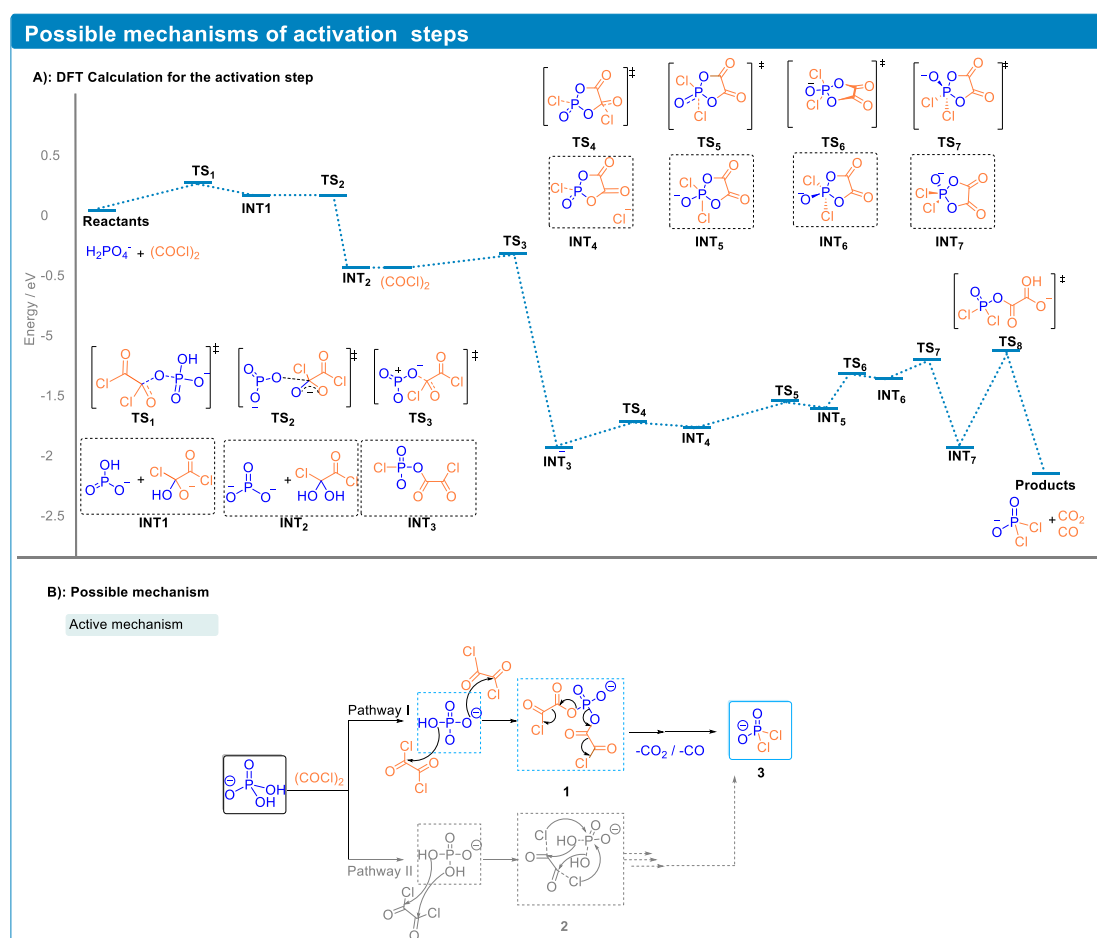 Possible mechanisms of activation steps
A): DFT Calculation for the activation step
Energy / eV
0.5
0
-0.5
-5
-1.5
-2
-2.5
Reactants
H₂PO₄⁻ + (COCl)₂
TS₁
INT1
TS₂
INT₂
(COCl)₂
TS₃
INT₃
TS₄
INT₄
TS₅
INT₅
TS₆
INT₆
TS₇
INT₇
TS₈
Products
CO₂
CO
TS₄
TS₅
TS₆
TS₇
INT₄
INT₅
INT₆
INT₇
TS₁
TS₂
TS₃
INT1
INT₂
INT₃
B): Possible mechanism
Active mechanism
(COCl)₂
Pathway I
1
-CO₂ / -CO
3
Pathway II
2